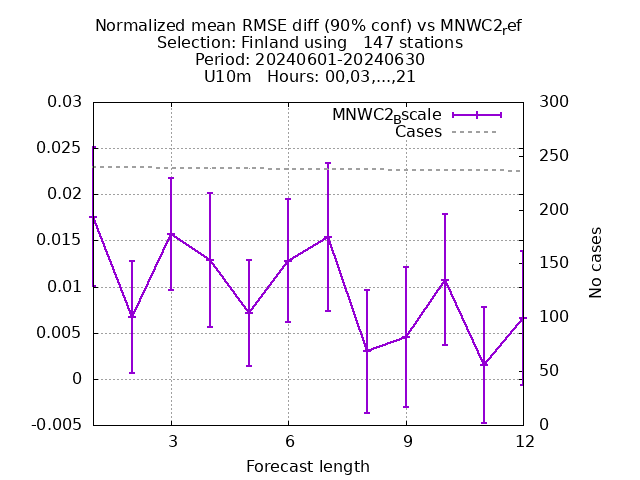 Normalized mean RMSE diff (90% conf) vs MNWC2ref
Selection: Finland using   147 stations
Period: 20240601-20240630
U10m   Hours: 00,03,...,21
MNWC2Bscale
Cases
0.03
0.025
0.02
0.015
0.01
0.005
0
-0.005
300
250
200
150
100
50
0
No cases
3
6
9
12
Forecast length